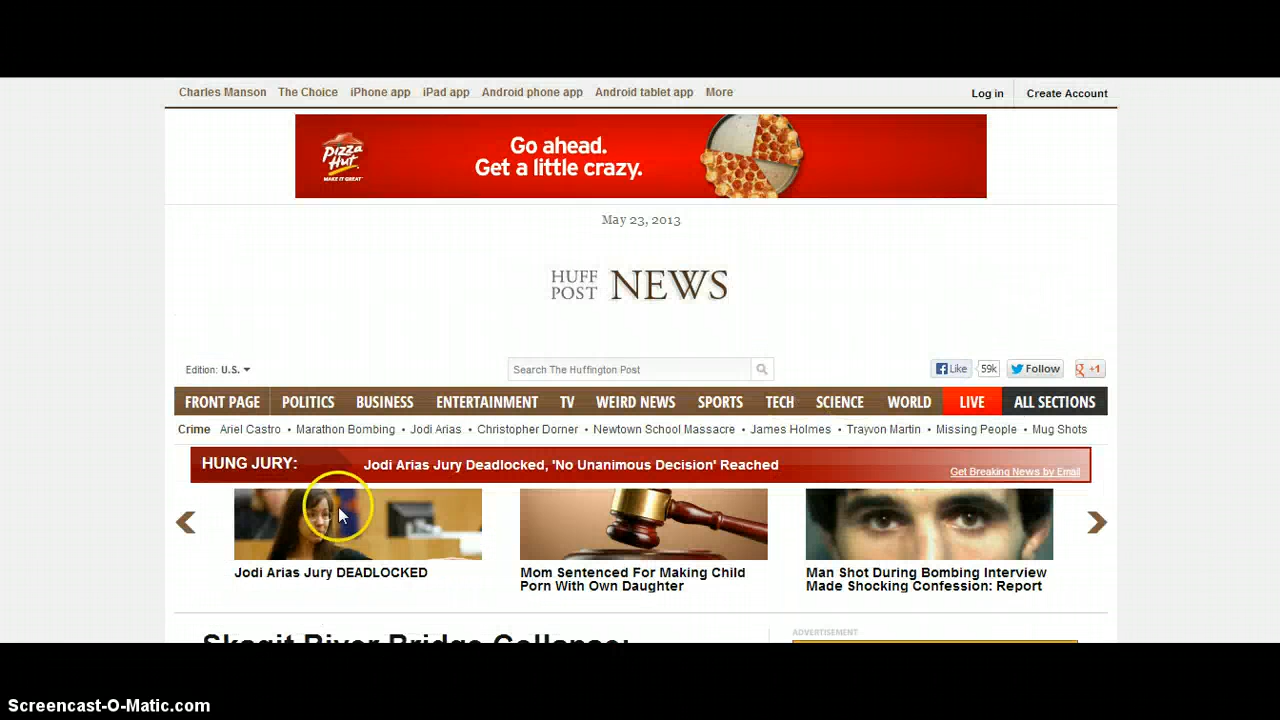 Charles Manson The Choice iPhone app iPad app Android phone app Android tablet app More Log in Create Account
Pizza Hut
MAKE IT GREAT
Go ahead.
Get a little crazy.
May 23, 2013
HUFF POST NEWS
Edition: U.S.
Search The Huffington Post
Like 59k Follow +1
FRONT PAGE POLITICS BUSINESS ENTERTAINMENT TV WEIRD NEWS SPORTS TECH SCIENCE WORLD LIVE ALL SECTIONS
Crime Ariel Castro • Marathon Bombing • Jodi Arias • Christopher Dorner • Newtown School Massacre • James Holmes • Trayvon Martin • Missing People • Mug Shots
HUNG JURY: Jodi Arias Jury Deadlocked, 'No Unanimous Decision' Reached
Get Breaking News by Email
Jodi Arias Jury DEADLOCKED
Mom Sentenced For Making Child
Porn With Own Daughter
Man Shot During Bombing Interview
Made Shocking Confession: Report
Skagit River Bridge Collapse:
ADVERTISEMENT
Screencast-O-Matic.com